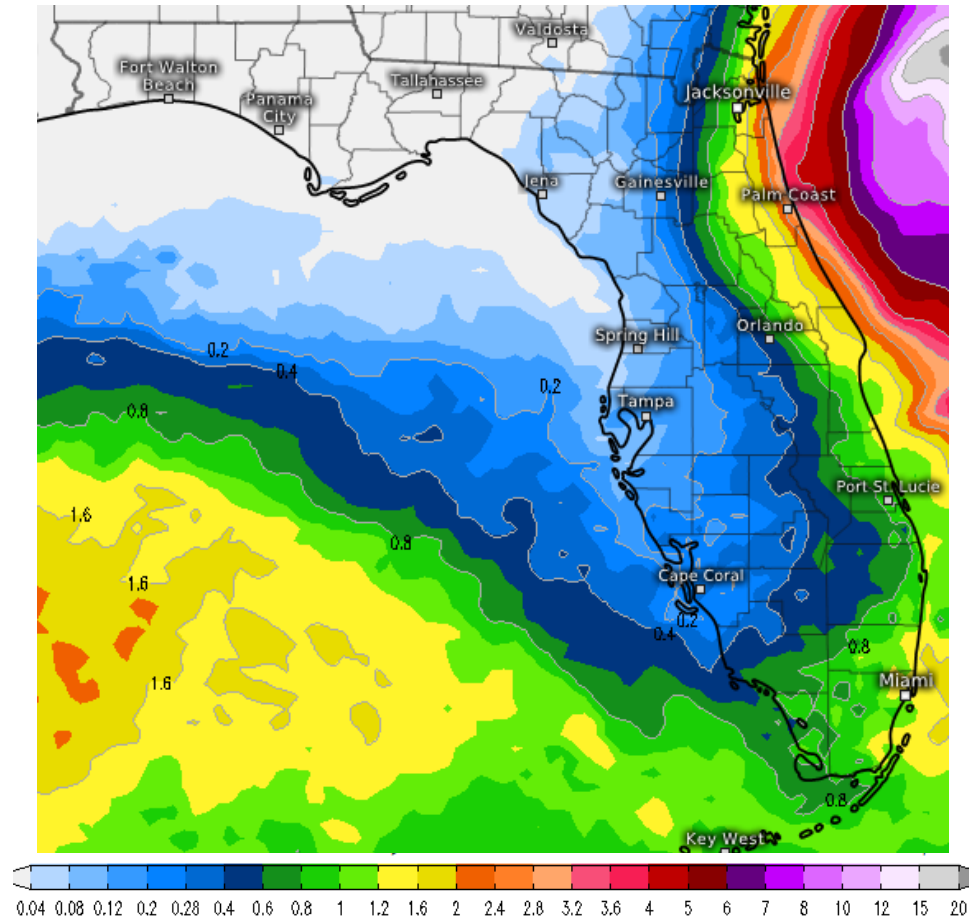 Valdosta
Fort Walton
Beach
Tallahassee
Panama
City
Jacksonville
Jena
Gainesville
Palm Coast
Orlando
Spring Hill
0.2
0.4
0.2
Tampa
0.8
Port St. Lucie
1.6
0.8
Cape Coral
1.6
0.2
0.4
0.8
1.6
Miami
0.8
Key West
0.04 0.08 0.12 0.2 0.28 0.4 0.6 0.8 1 1.2 1.6 2 2.4 2.8 3.2 3.6 4 5 6 7 8 10 12 15 20